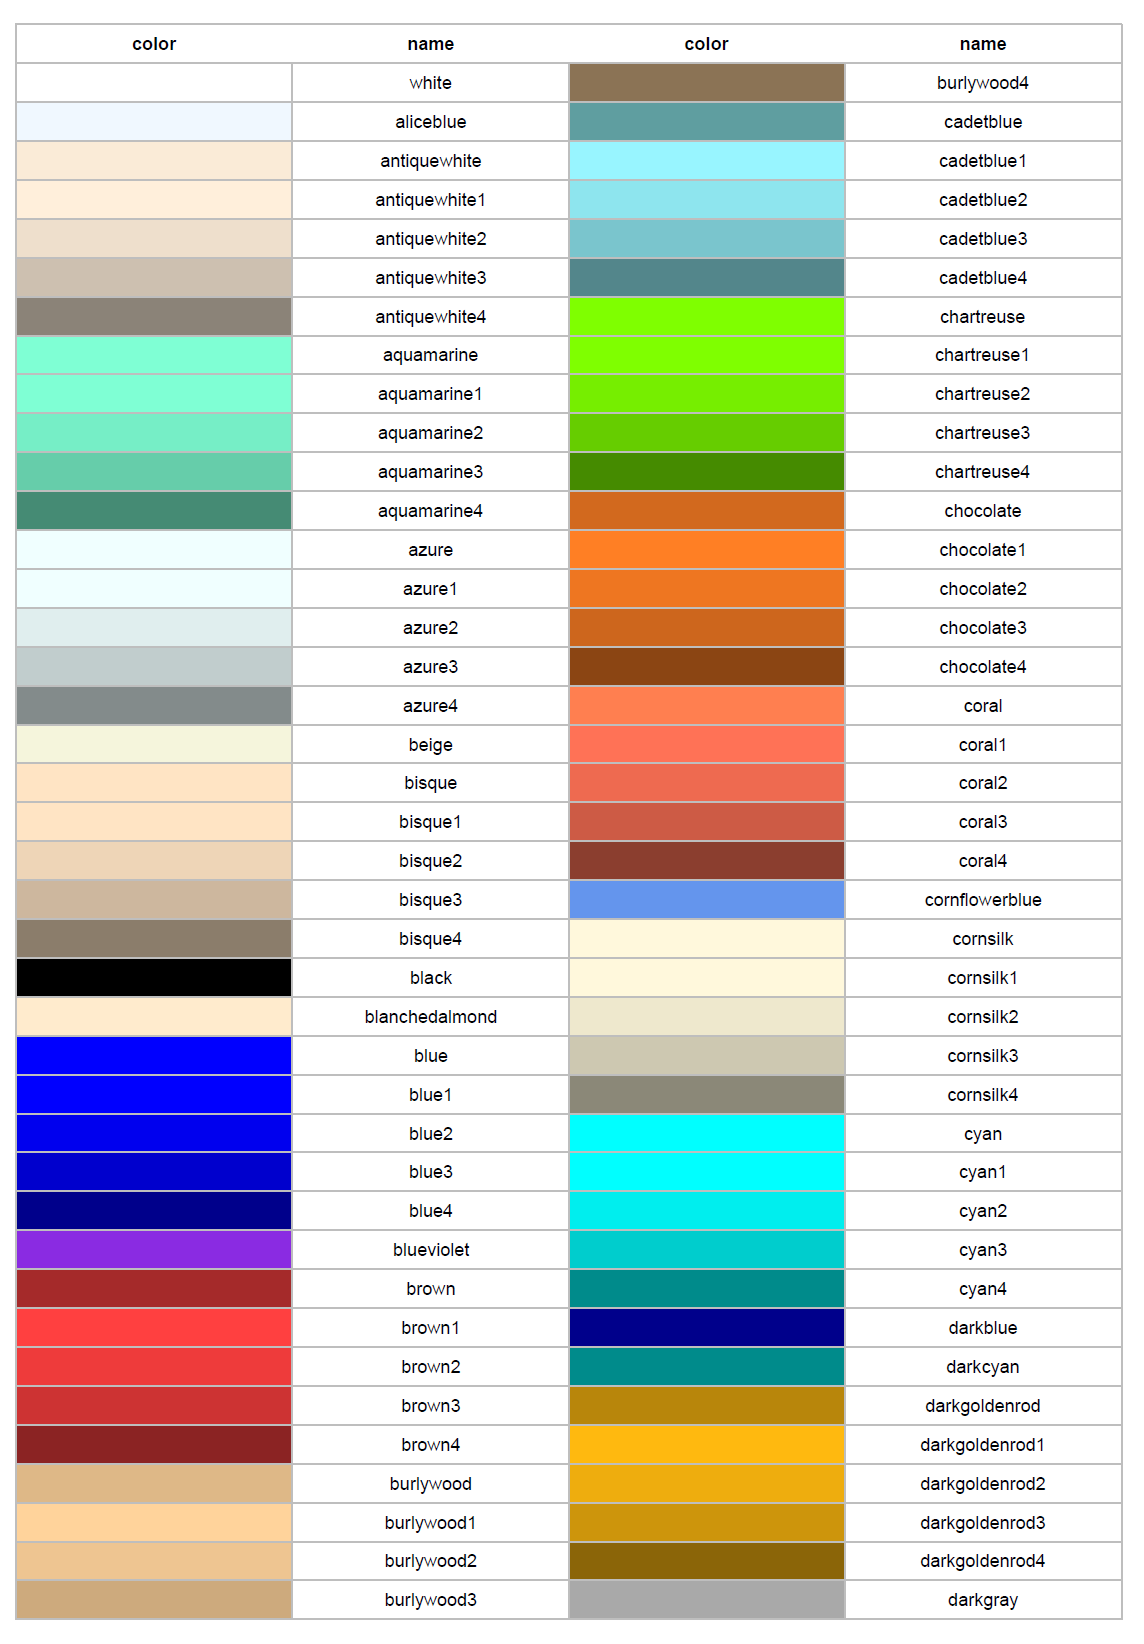 color name color name
white burlywood4
aliceblue cadetblue
antiquewhite cadetblue1
antiquewhite1 cadetblue2
antiquewhite2 cadetblue3
antiquewhite3 cadetblue4
antiquewhite4 chartreuse
aquamarine chartreuse1
aquamarine1 chartreuse2
aquamarine2 chartreuse3
aquamarine3 chartreuse4
aquamarine4 chocolate
azure chocolate1
azure1 chocolate2
azure2 chocolate3
azure3 chocolate4
azure4 coral
beige coral1
bisque coral2
bisque1 coral3
bisque2 coral4
bisque3 cornflowerblue
bisque4 cornsilk
black cornsilk1
blanchedalmond cornsilk2
blue cornsilk3
blue1 cornsilk4
blue2 cyan
blue3 cyan1
blue4 cyan2
blueviolet cyan3
brown cyan4
brown1 darkblue
brown2 darkcyan
brown3 darkgoldenrod
brown4 darkgoldenrod1
burlywood darkgoldenrod2
burlywood1 darkgoldenrod3
burlywood2 darkgoldenrod4
burlywood3 darkgray